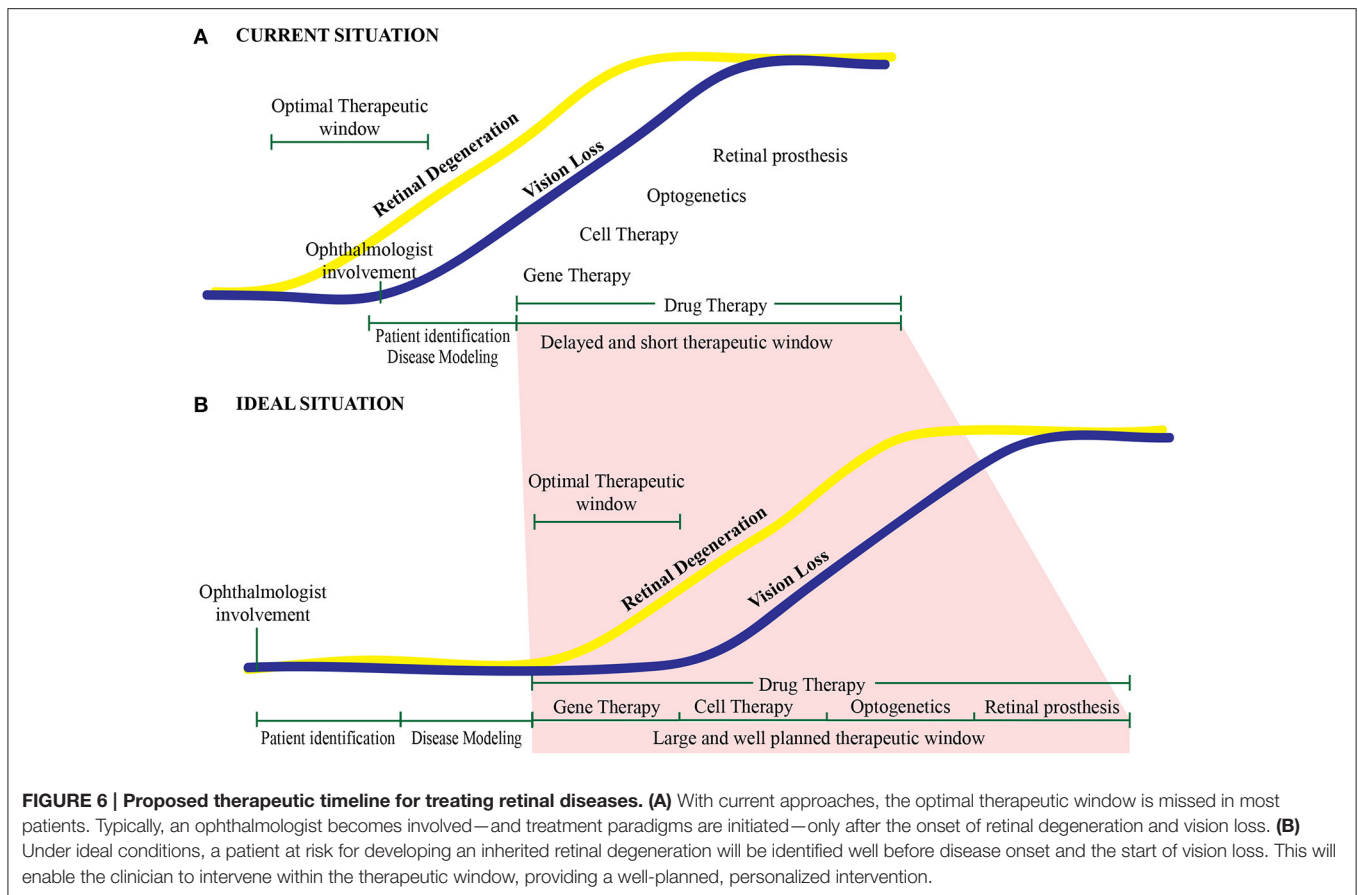 A CURRENT SITUATION
Optimal Therapeutic
window
Retinal Degeneration
Vision Loss
Retinal prosthesis
Optogenetics
Cell Therapy
Ophthalmologist
involvement
Gene Therapy
Drug Therapy
Patient identification
Disease Modeling
Delayed and short therapeutic window
B IDEAL SITUATION
Optimal Therapeutic
window
Retinal Degeneration
Vision Loss
Ophthalmologist
involvement
Drug Therapy
Gene Therapy Cell Therapy Optogenetics Retinal prosthesis
Patient identification Disease Modeling Large and well planned therapeutic window
FIGURE 6 | Proposed therapeutic timeline for treating retinal diseases. (A) With current approaches, the optimal therapeutic window is missed in most
patients. Typically, an ophthalmologist becomes involved—and treatment paradigms are initiated—only after the onset of retinal degeneration and vision loss. (B)
Under ideal conditions, a patient at risk for developing an inherited retinal degeneration will be identified well before disease onset and the start of vision loss. This will
enable the clinician to intervene within the therapeutic window, providing a well-planned, personalized intervention.